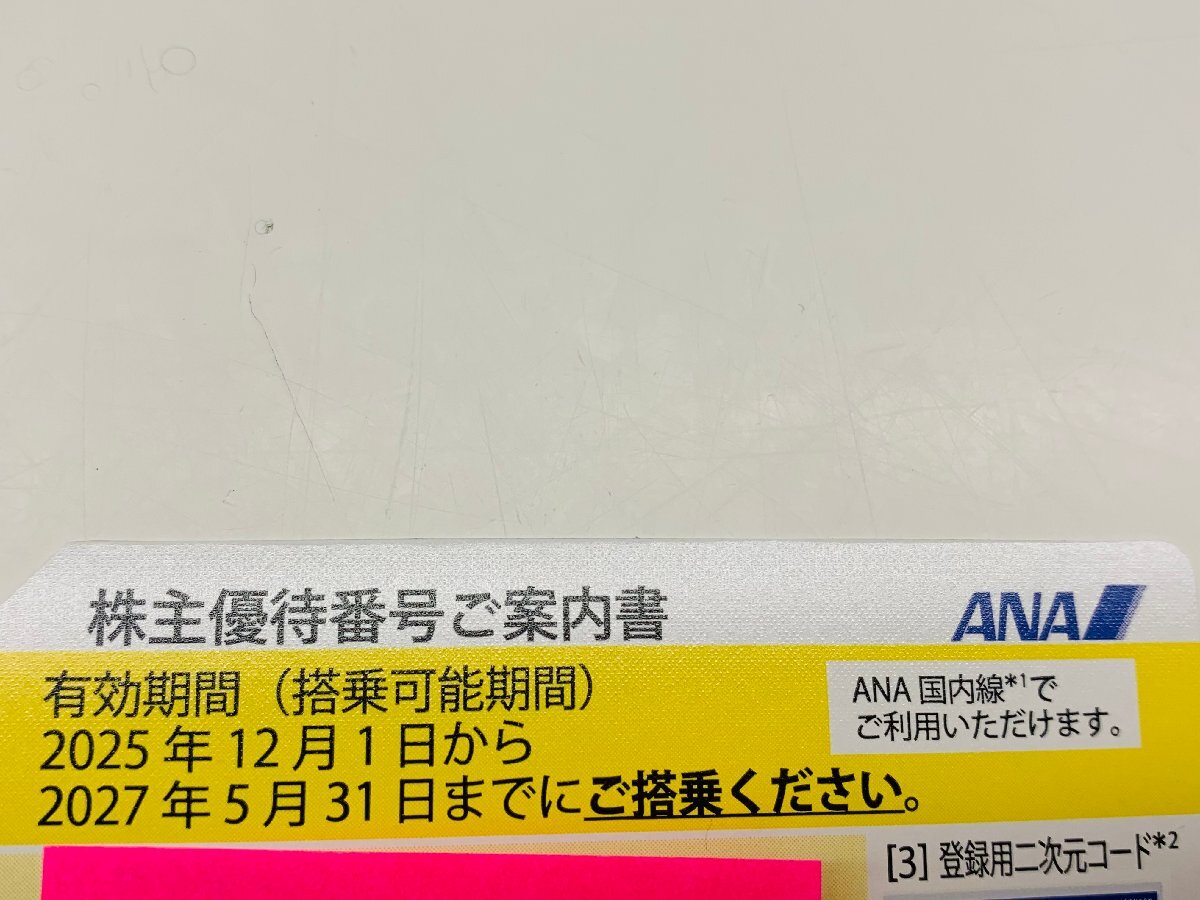 株主優待番号ご案内書
ANA
有効期間（搭乗可能期間）
2025年12月1日から
2027年5月31日までにご搭乗ください。
ANA国内線*1で
ご利用いただけます。
[3] 登録用二次元コード*2